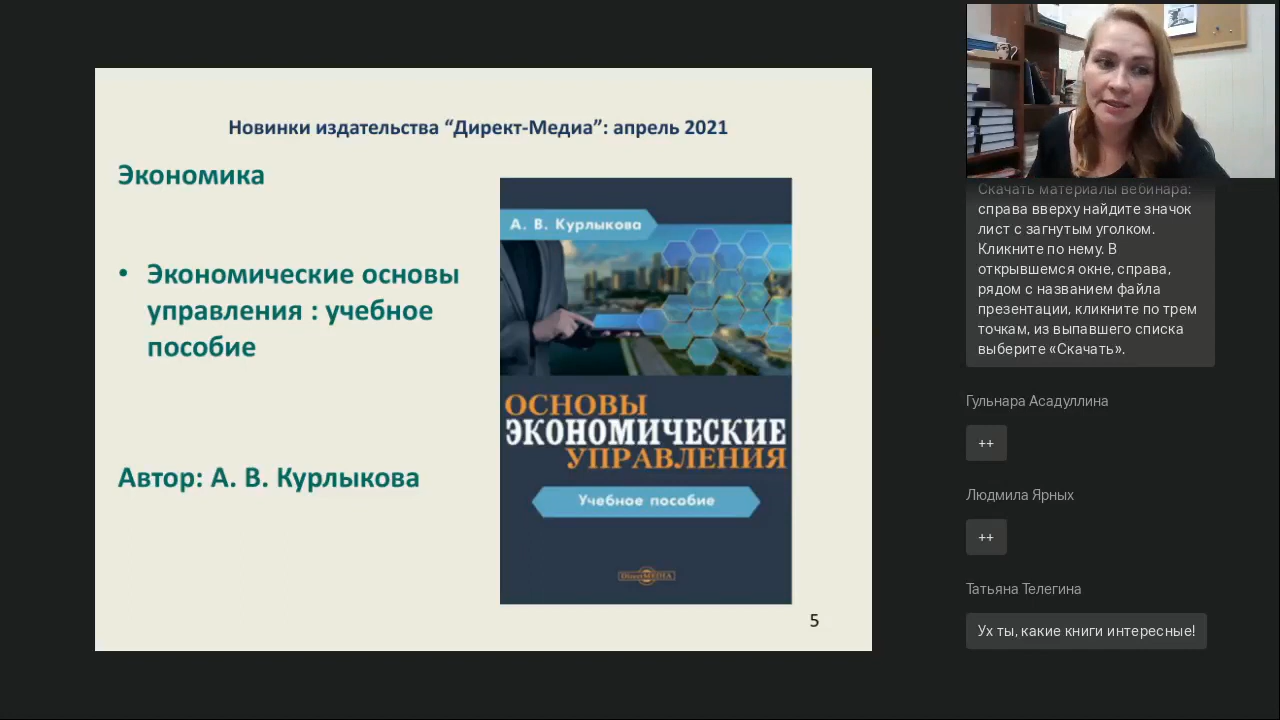 Новинки издательства “Директ-Медиа”: апрель 2021
Экономика
• Экономические основы
управления : учебное
пособие
Автор: А. В. Курлыкова
А. В. Курлыкова
ОСНОВЫ
ЭКОНОМИЧЕСКИЕ
УПРАВЛЕНИЯ
Учебное пособие
DirectMEDIA
5
Скачать материалы вебинара:
справа вверху найдите значок
лист с загнутым уголком.
Кликните по нему. В
открывшемся окне, справа,
рядом с названием файла
презентации, кликните по трем
точкам, из выпавшего списка
выберите «Скачать».
Гульнара Асадуллина
++
Людмила Ярных
++
Татьяна Телегина
Ух ты, какие книги интересные!